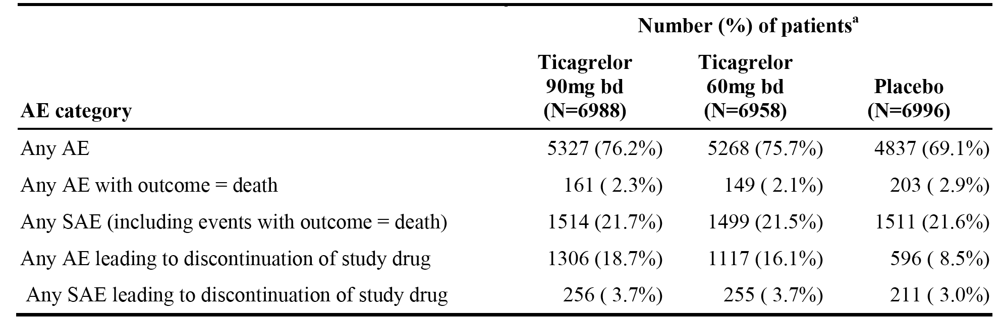 Number (%) of patientsa
Ticagrelor Ticagrelor
90mg bd 60mg bd Placebo
AE category (N=6988) (N=6958) (N=6996)
Any AE 5327 (76.2%) 5268 (75.7%) 4837 (69.1%)
Any AE with outcome = death 161 ( 2.3%) 149 ( 2.1%) 203 ( 2.9%)
Any SAE (including events with outcome = death) 1514 (21.7%) 1499 (21.5%) 1511 (21.6%)
Any AE leading to discontinuation of study drug 1306 (18.7%) 1117 (16.1%) 596 ( 8.5%)
Any SAE leading to discontinuation of study drug 256 ( 3.7%) 255 ( 3.7%) 211 ( 3.0%)